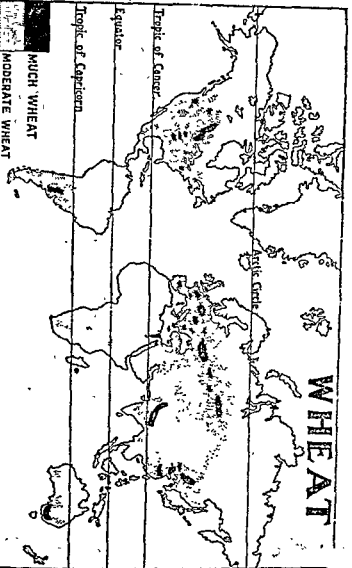 WHEAT
Arctic Circle
Tropic of Cancer
Equator
Tropic of Capricorn
MUCH WHEAT
MODERATE WHEAT